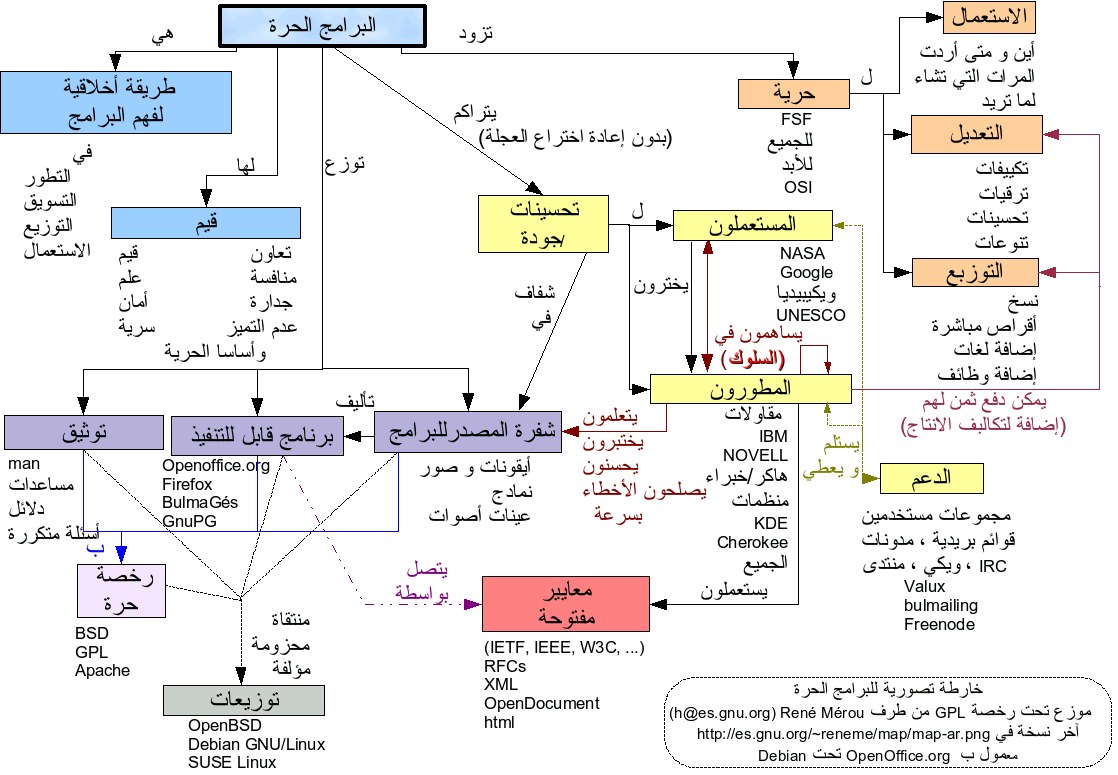 البرامج الحرة
هي
تزود
الاستعمال
أين و متى أردت
المرات التي تشاء
لما تريد
ل
حرية
FSF
للجميع
للأبد
OSI
طريقة أخلاقية
لفهم البرامج
في
التطور
التسويق
التوزيع
الاستعمال
يتراكم
(بدون إعادة اختراع العجلة)
توزع
لها
التعديل
تكييفات
ترقيات
تحسينات
تنوعات
قيم
تعاون
منافسة
جدارة
عدم التميز
قيم
علم
أمان
سرية
وأساسا الحرية
تحسينات
/جودة
ل
المستعملون
NASA
Google
ويكيبيديا
UNESCO
التوزيع
نسخ
أقراص مباشرة
إضافة لغات
إضافة وظائف
شفاف
في
يخترون
يساهمون في
(السلوك)
المطورون
مقاولات
IBM
NOVELL
هاكر/خبراء
منظمات
KDE
Cherokee
الجميع
يستعملون
يمكن دفع ثمن لهم
(إضافة لتكاليف الانتاج)
يستلم
و يعطي
الدعم
مجموعات مستخدمين
قوائم بريدية ، مدونات
IRC ، ويكي ، منتدى
Valux
bulmailing
Freenode
يتعلمون
يختبرون
يحسنون
يصلحون الأخطاء
بسرعة
شفرة المصدرللبرامج
أيقونات و صور
نمادج
عينات أصوات
تأليف
برنامج قابل للتنفيذ
Openoffice.org
Firefox
BulmaGés
GnuPG
توثيق
man
مساعدات
دلائل
أسئلة متكررة
ب
رخصة
حرة
BSD
GPL
Apache
يتصل
بواسطة
معايير
مفتوحة
(IETF, IEEE, W3C, ...)
RFCs
XML
OpenDocument
html
منتقاة
محزومة
مؤلفة
توزيعات
OpenBSD
Debian GNU/Linux
SUSE Linux
خارطة تصورية للبرامج الحرة
موزع تحت رخصة GPL من طرف René Mérou (h@es.gnu.org)
آخر نسخة في http://es.gnu.org/~reneme/map/map-ar.png
معمول ب OpenOffice.org تحت Debian